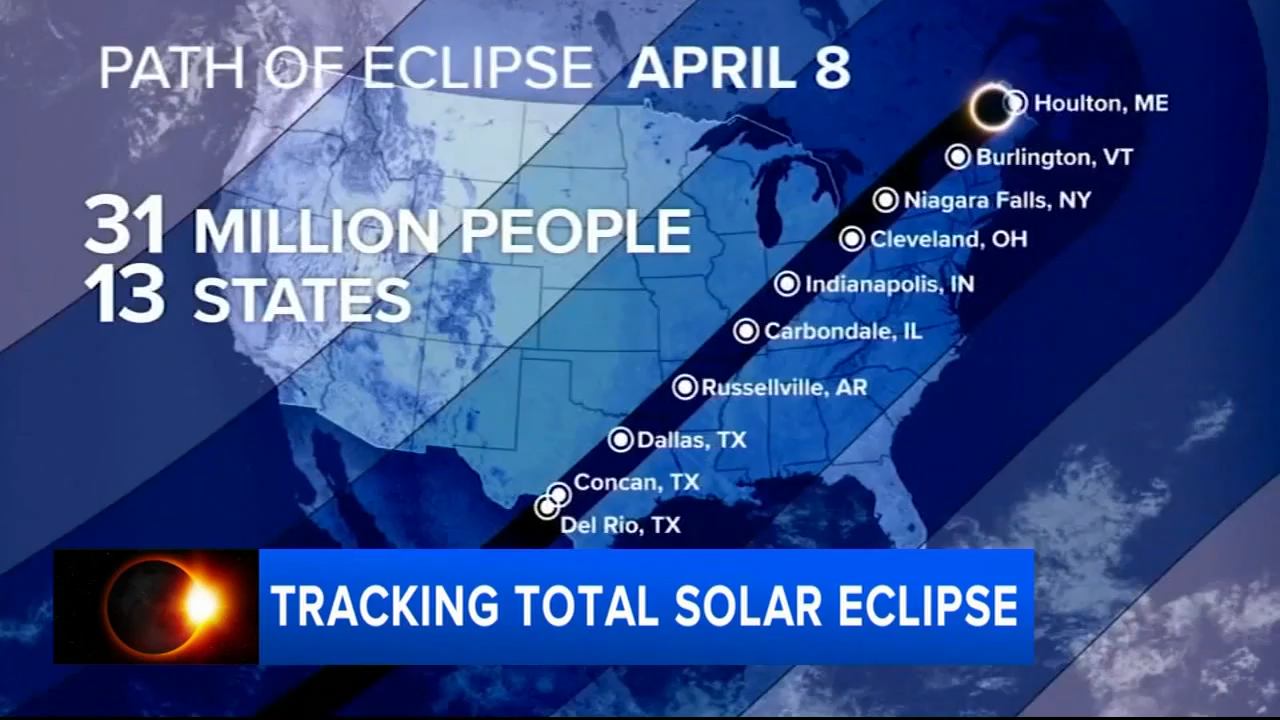 PATH OF ECLIPSE APRIL 8
31 MILLION PEOPLE
13 STATES
Houlton, ME
Burlington, VT
Niagara Falls, NY
Cleveland, OH
Indianapolis, IN
Carbondale, IL
Russellville, AR
Dallas, TX
Concan, TX
Del Rio, TX
TRACKING TOTAL SOLAR ECLIPSE